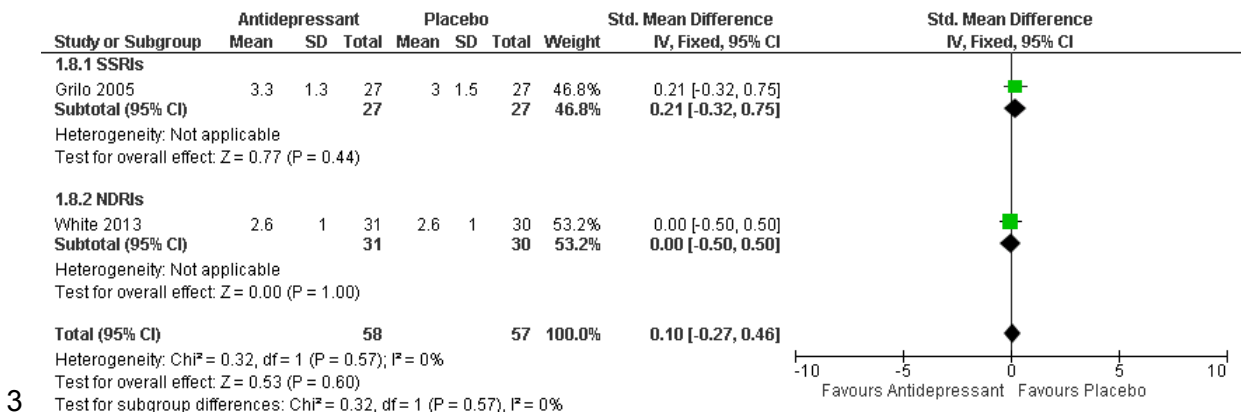 Antidepressant Placebo Std. Mean Difference Std. Mean Difference
Study or Subgroup Mean SD Total Mean SD Total Weight IV, Fixed, 95% CI IV, Fixed, 95% CI
1.8.1 SSRIs
Grilo 2005 3.3 1.3 27 3 1.5 27 46.8% 0.21 [-0.32, 0.75]
Subtotal (95% CI) 27 27 46.8% 0.21 [-0.32, 0.75]
Heterogeneity: Not applicable
Test for overall effect: Z = 0.77 (P = 0.44)
1.8.2 NDRIs
White 2013 2.6 1 31 2.6 1 30 53.2% 0.00 [-0.50, 0.50]
Subtotal (95% CI) 31 30 53.2% 0.00 [-0.50, 0.50]
Heterogeneity: Not applicable
Test for overall effect: Z = 0.00 (P = 1.00)
Total (95% CI) 58 57 100.0% 0.10 [-0.27, 0.46]
Heterogeneity: Chi² = 0.32, df = 1 (P = 0.57); I² = 0%
Test for overall effect: Z = 0.53 (P = 0.60)
Test for subgroup differences: Chi² = 0.32, df = 1 (P = 0.57), I² = 0%
-10 -5 0 5 10
Favours Antidepressant Favours Placebo
3